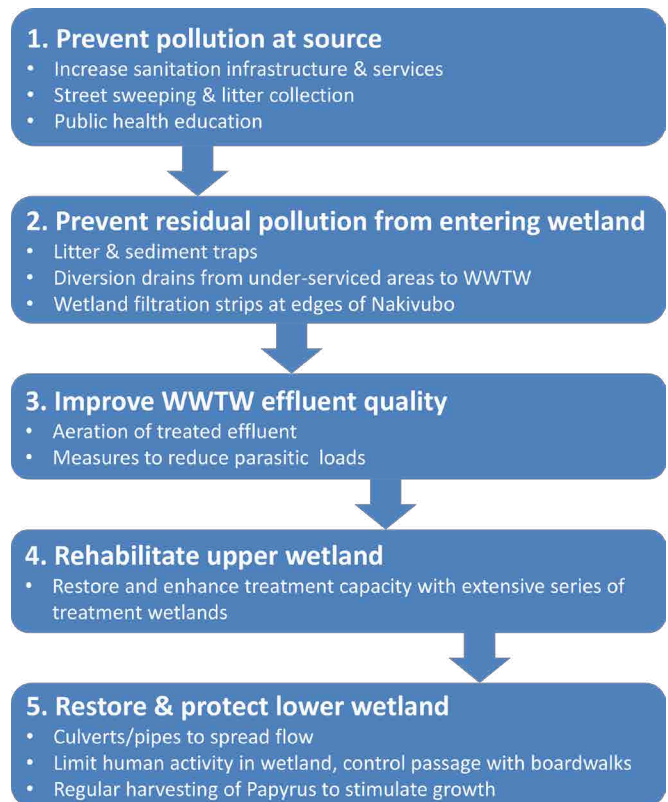 1. Prevent pollution at source
• Increase sanitation infrastructure & services
• Street sweeping & litter collection
• Public health education
2. Prevent residual pollution from entering wetland
• Litter & sediment traps
• Diversion drains from under-serviced areas to WWTW
• Wetland filtration strips at edges of Nakivubo
3. Improve WWTW effluent quality
• Aeration of treated effluent
• Measures to reduce parasitic loads
4. Rehabilitate upper wetland
• Restore and enhance treatment capacity with extensive series of
treatment wetlands
5. Restore & protect lower wetland
• Culverts/pipes to spread flow
• Limit human activity in wetland, control passage with boardwalks
• Regular harvesting of Papyrus to stimulate growth